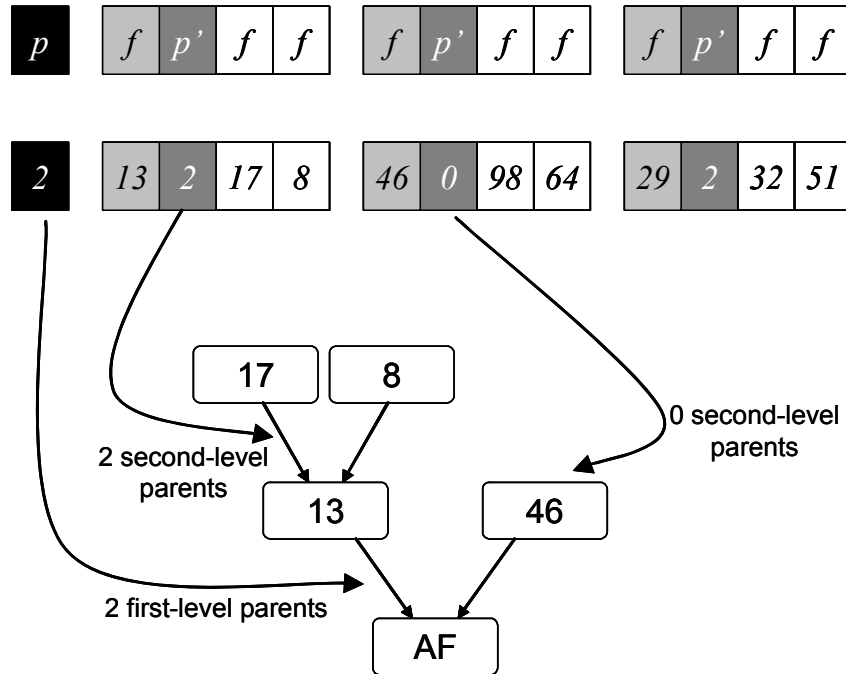 p f p’ f f f p’ f f f p’ f f
2 13 2 17 8 46 0 98 64 29 2 32 51
17 8
0 second-level
parents
2 second-level
parents
13 46
2 first-level parents
AF